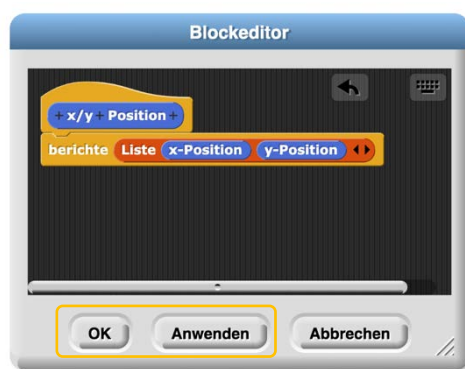 Blockeditor
+ x/y + Position +
berichte Liste x-Position y-Position
OK Anwenden Abbrechen